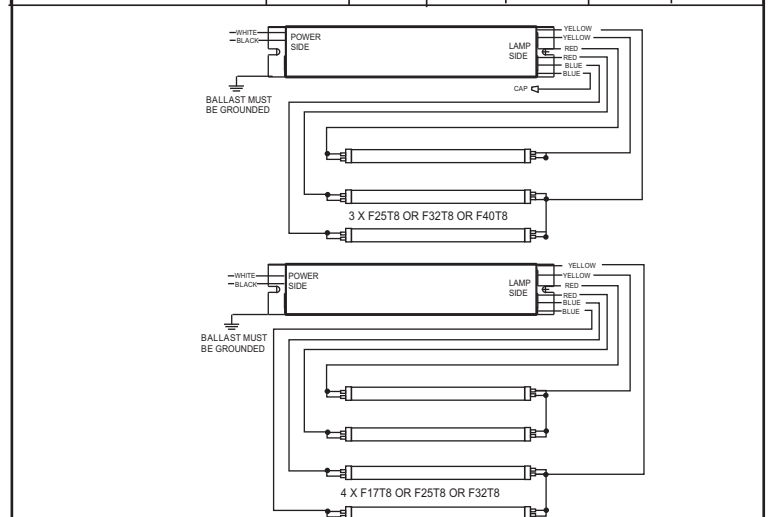 WHITE
BLACK
POWER
SIDE
LAMP
SIDE
YELLOW
YELLOW
RED
RED
BLUE
BLUE
CAP
BALLAST MUST
BE GROUNDED
3 X F25T8 OR F32T8 OR F40T8
WHITE
BLACK
POWER
SIDE
LAMP
SIDE
YELLOW
YELLOW
RED
RED
BLUE
BLUE
BALLAST MUST
BE GROUNDED
4 X F17T8 OR F25T8 OR F32T8